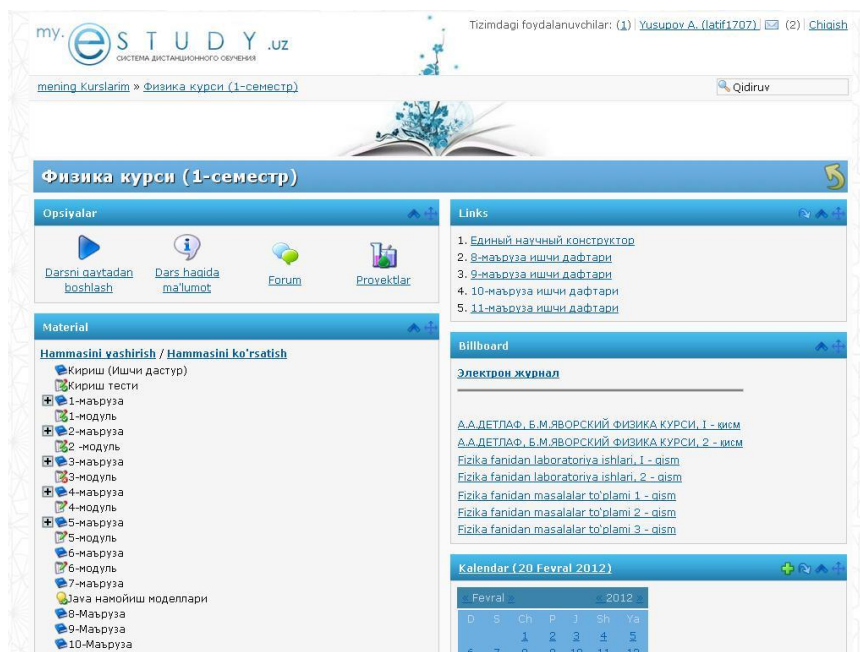 my.eSTUDY.uz
СИСТЕМА ДИСТАНЦИОННОГО ОБУЧЕНИЯ
Tizimdagi foydalanuvchilar: (1) Yusupov A. (latif1707) (2) Chiqish
mening Kurslarim » Физика курси (1-семестр)
Qidiruv
Физика курси (1-семестр)
Opsiyalar
Darsni qaytadan boshlash
Dars haqida ma'lumot
Forum
Proyektlar
Material
Hammasini yashirish / Hammasini ko'rsatish
Кириш (Ишчи дастур)
Кириш тести
1-маъруза
1-модуль
2-маъруза
2 -модуль
3-маъруза
3-модуль
4-маъруза
4-модуль
5-маъруза
5-модуль
6-маъруза
6-модуль
7-маъруза
Java намойиш моделлари
8-Маъруза
9-Маъруза
10-Маъруза
Links
1. Единый научный конструктор
2. 8-маъруза ишчи дафтари
3. 9-маъруза ишчи дафтари
4. 10-маъруза ишчи дафтари
5. 11-маъруза ишчи дафтари
Billboard
Электрон журнал
А.А.ДЕТЛАФ, Б.М.ЯВОРСКИЙ ФИЗИКА КУРСИ, I - қисм
А.А.ДЕТЛАФ, Б.М.ЯВОРСКИЙ ФИЗИКА КУРСИ, 2 - қисм
Fizika fanidan laboratoriya ishlari, I - qism
Fizika fanidan laboratoriya ishlari, 2 - qism
Fizika fanidan masalalar to'plami 1 - qism
Fizika fanidan masalalar to'plami 2 - qism
Fizika fanidan masalalar to'plami 3 - qism
Kalendar (20 Fevral 2012)
« Fevral » « 2012 »
D S Ch P J Sh Ya
1 2 3 4 5
6 7 8 9 10 11 12